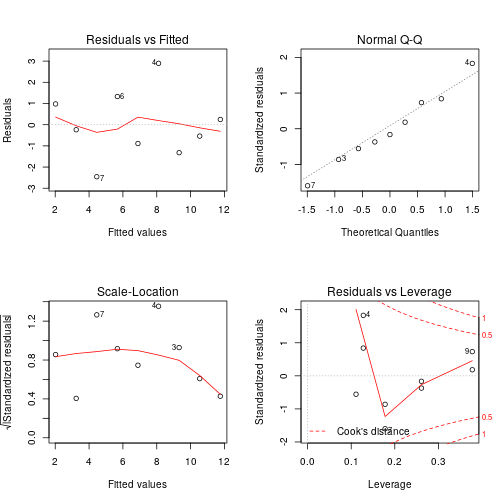 Residuals vs Fitted
Residuals
3
2
1
0
-1
-2
-3
4
6
7
2 4 6 8 10 12
Fitted values
Normal Q-Q
Standardized residuals
2
1
0
-1
4
3
7
-1.5 -1.0 -0.5 0.0 0.5 1.0 1.5
Theoretical Quantiles
Scale-Location
√|Standardized residuals|
1.2
0.8
0.4
0.0
4
7
3
2 4 6 8 10 12
Fitted values
Residuals vs Leverage
Standardized residuals
2
1
0
-1
-2
4
9
7
1
0.5
0.5
1
Cook's distance
0.0 0.1 0.2 0.3
Leverage